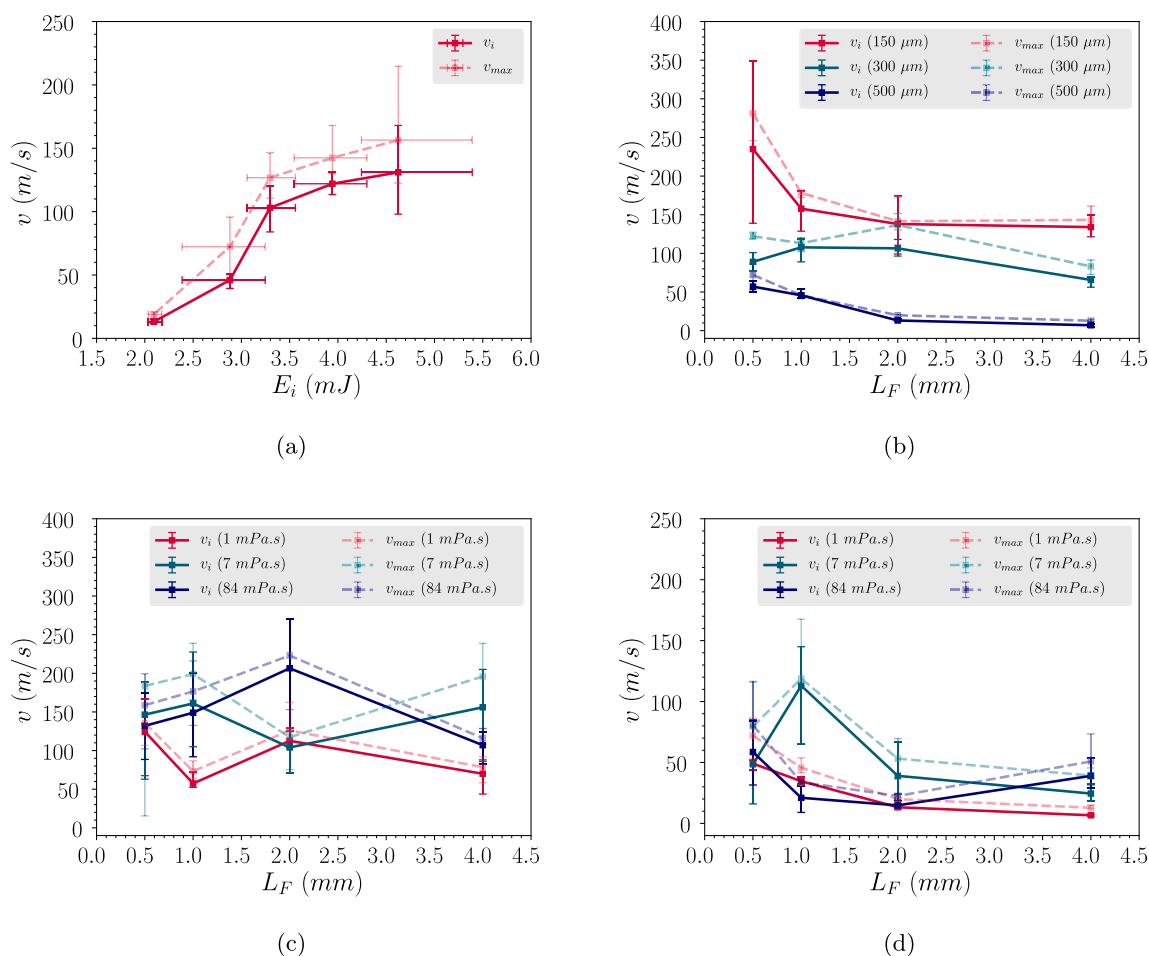 250
200
150
100
50
0
v (m/s)
v_i
v_max
1.5 2.0 2.5 3.0 3.5 4.0 4.5 5.0 5.5 6.0
E_i (mJ)
(a)
400
350
300
250
200
150
100
50
0
v (m/s)
v_i (150 μm) v_max (150 μm)
v_i (300 μm) v_max (300 μm)
v_i (500 μm) v_max (500 μm)
0.0 0.5 1.0 1.5 2.0 2.5 3.0 3.5 4.0 4.5
L_F (mm)
(b)
400
350
300
250
200
150
100
50
0
v (m/s)
v_i (1 mPa.s) v_max (1 mPa.s)
v_i (7 mPa.s) v_max (7 mPa.s)
v_i (84 mPa.s) v_max (84 mPa.s)
0.0 0.5 1.0 1.5 2.0 2.5 3.0 3.5 4.0 4.5
L_F (mm)
(c)
250
200
150
100
50
0
v (m/s)
v_i (1 mPa.s) v_max (1 mPa.s)
v_i (7 mPa.s) v_max (7 mPa.s)
v_i (84 mPa.s) v_max (84 mPa.s)
0.0 0.5 1.0 1.5 2.0 2.5 3.0 3.5 4.0 4.5
L_F (mm)
(d)